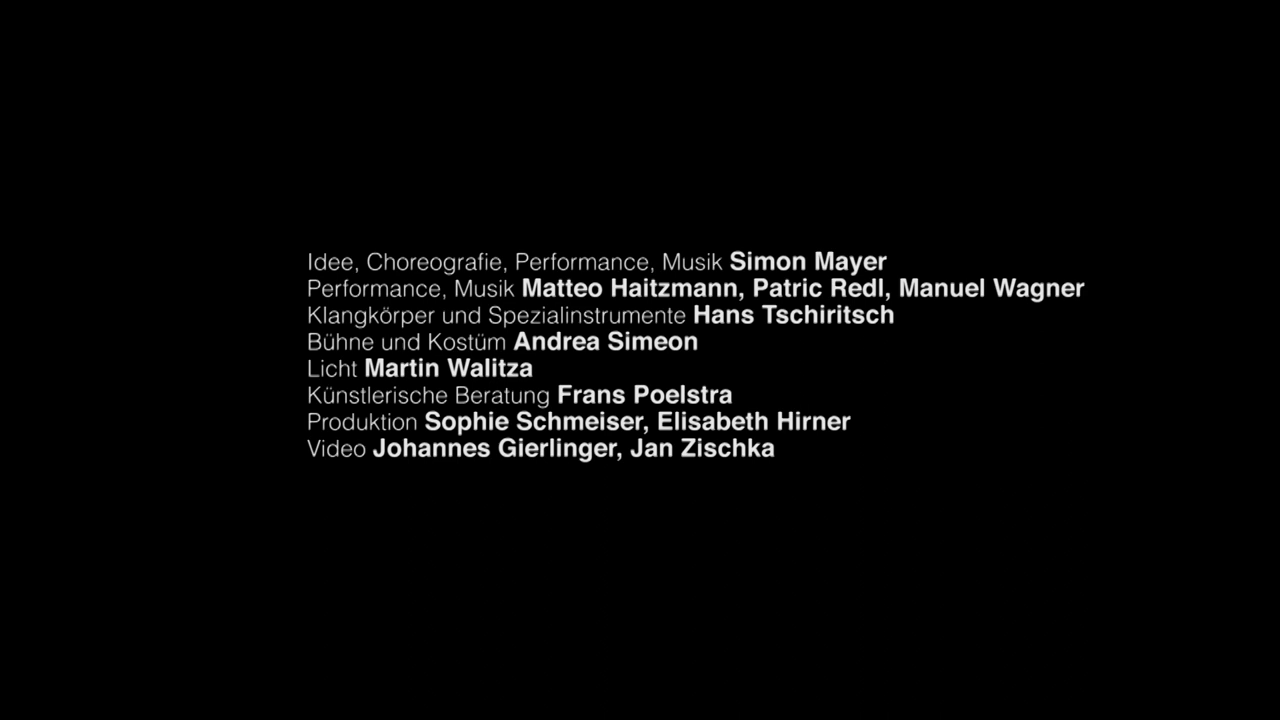 Idee, Choreografie, Performance, Musik Simon Mayer
Performance, Musik Matteo Haitzmann, Patric Redl, Manuel Wagner
Klangkörper und Spezialinstrumente Hans Tschiritsch
Bühne und Kostüm Andrea Simeon
Licht Martin Walitza
Künstlerische Beratung Frans Poelstra
Produktion Sophie Schmeiser, Elisabeth Hirner
Video Johannes Gierlinger, Jan Zischka